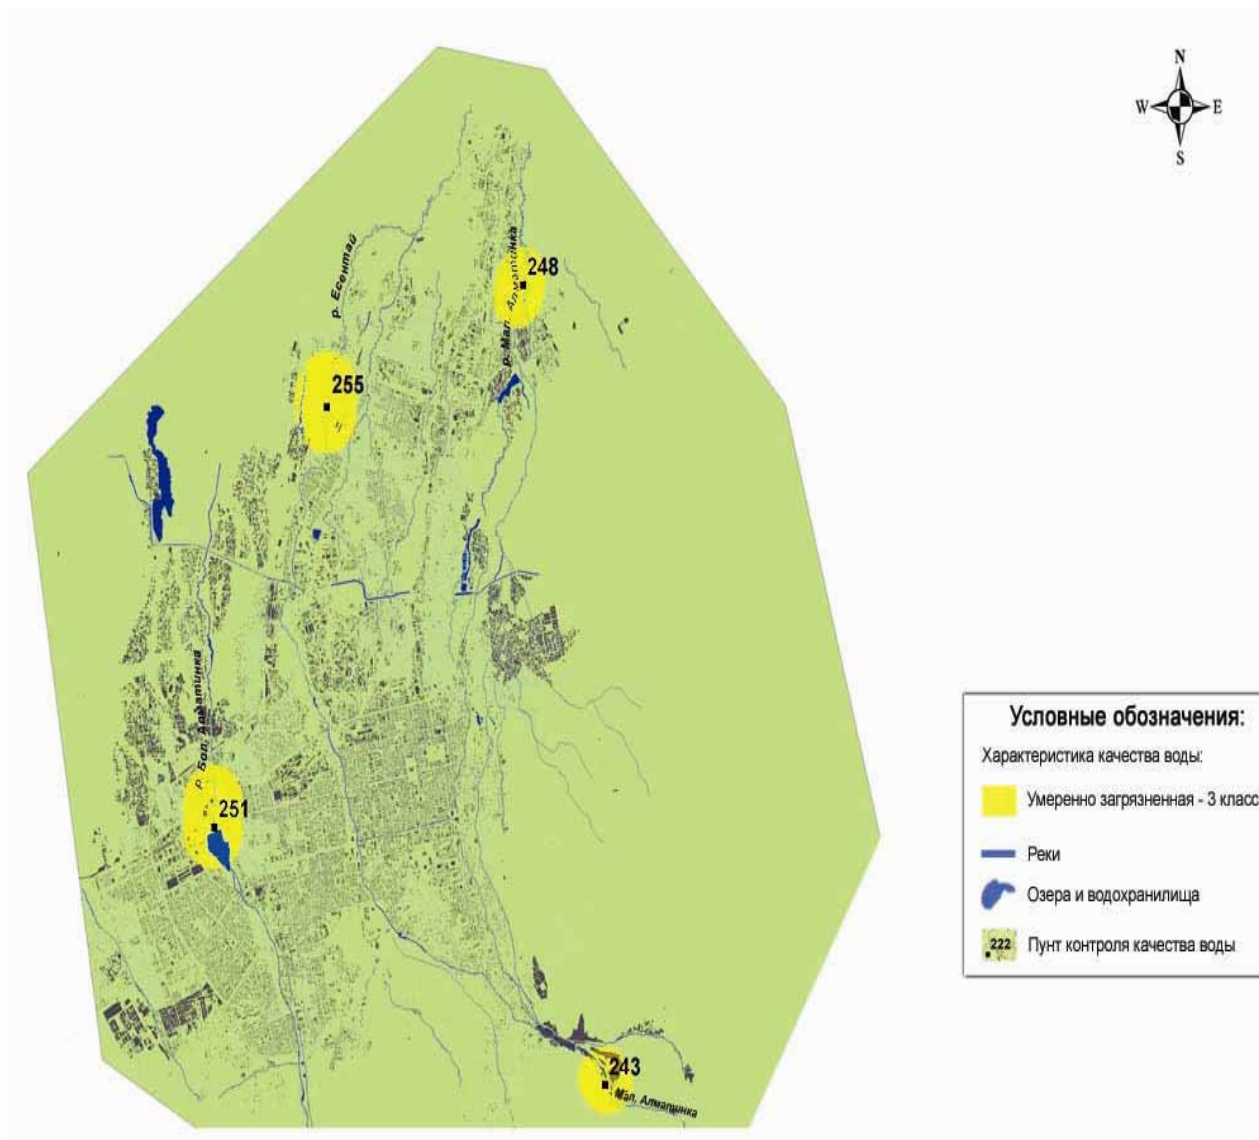 N
W E
S
р. Есентай
р. Мал. Алматинка
248
255
р. Бол. Алматинка
251
243
Мал. Алматинка
Условные обозначения:
Характеристика качества воды:
Умеренно загрязненная - 3 класс
Реки
Озера и водохранилища
222
Пунт контроля качества воды